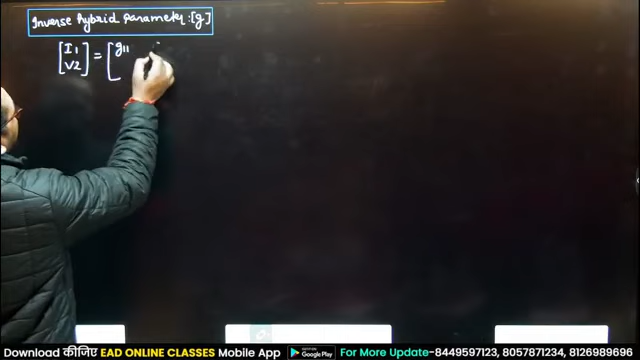 Inverse hybrid parameter :[g]
[I1 V2] = [g11
Download कीजिए EAD ONLINE CLASSES Mobile App GET IT ON Google Play For More Update-8449597123, 8057871234, 8126989695